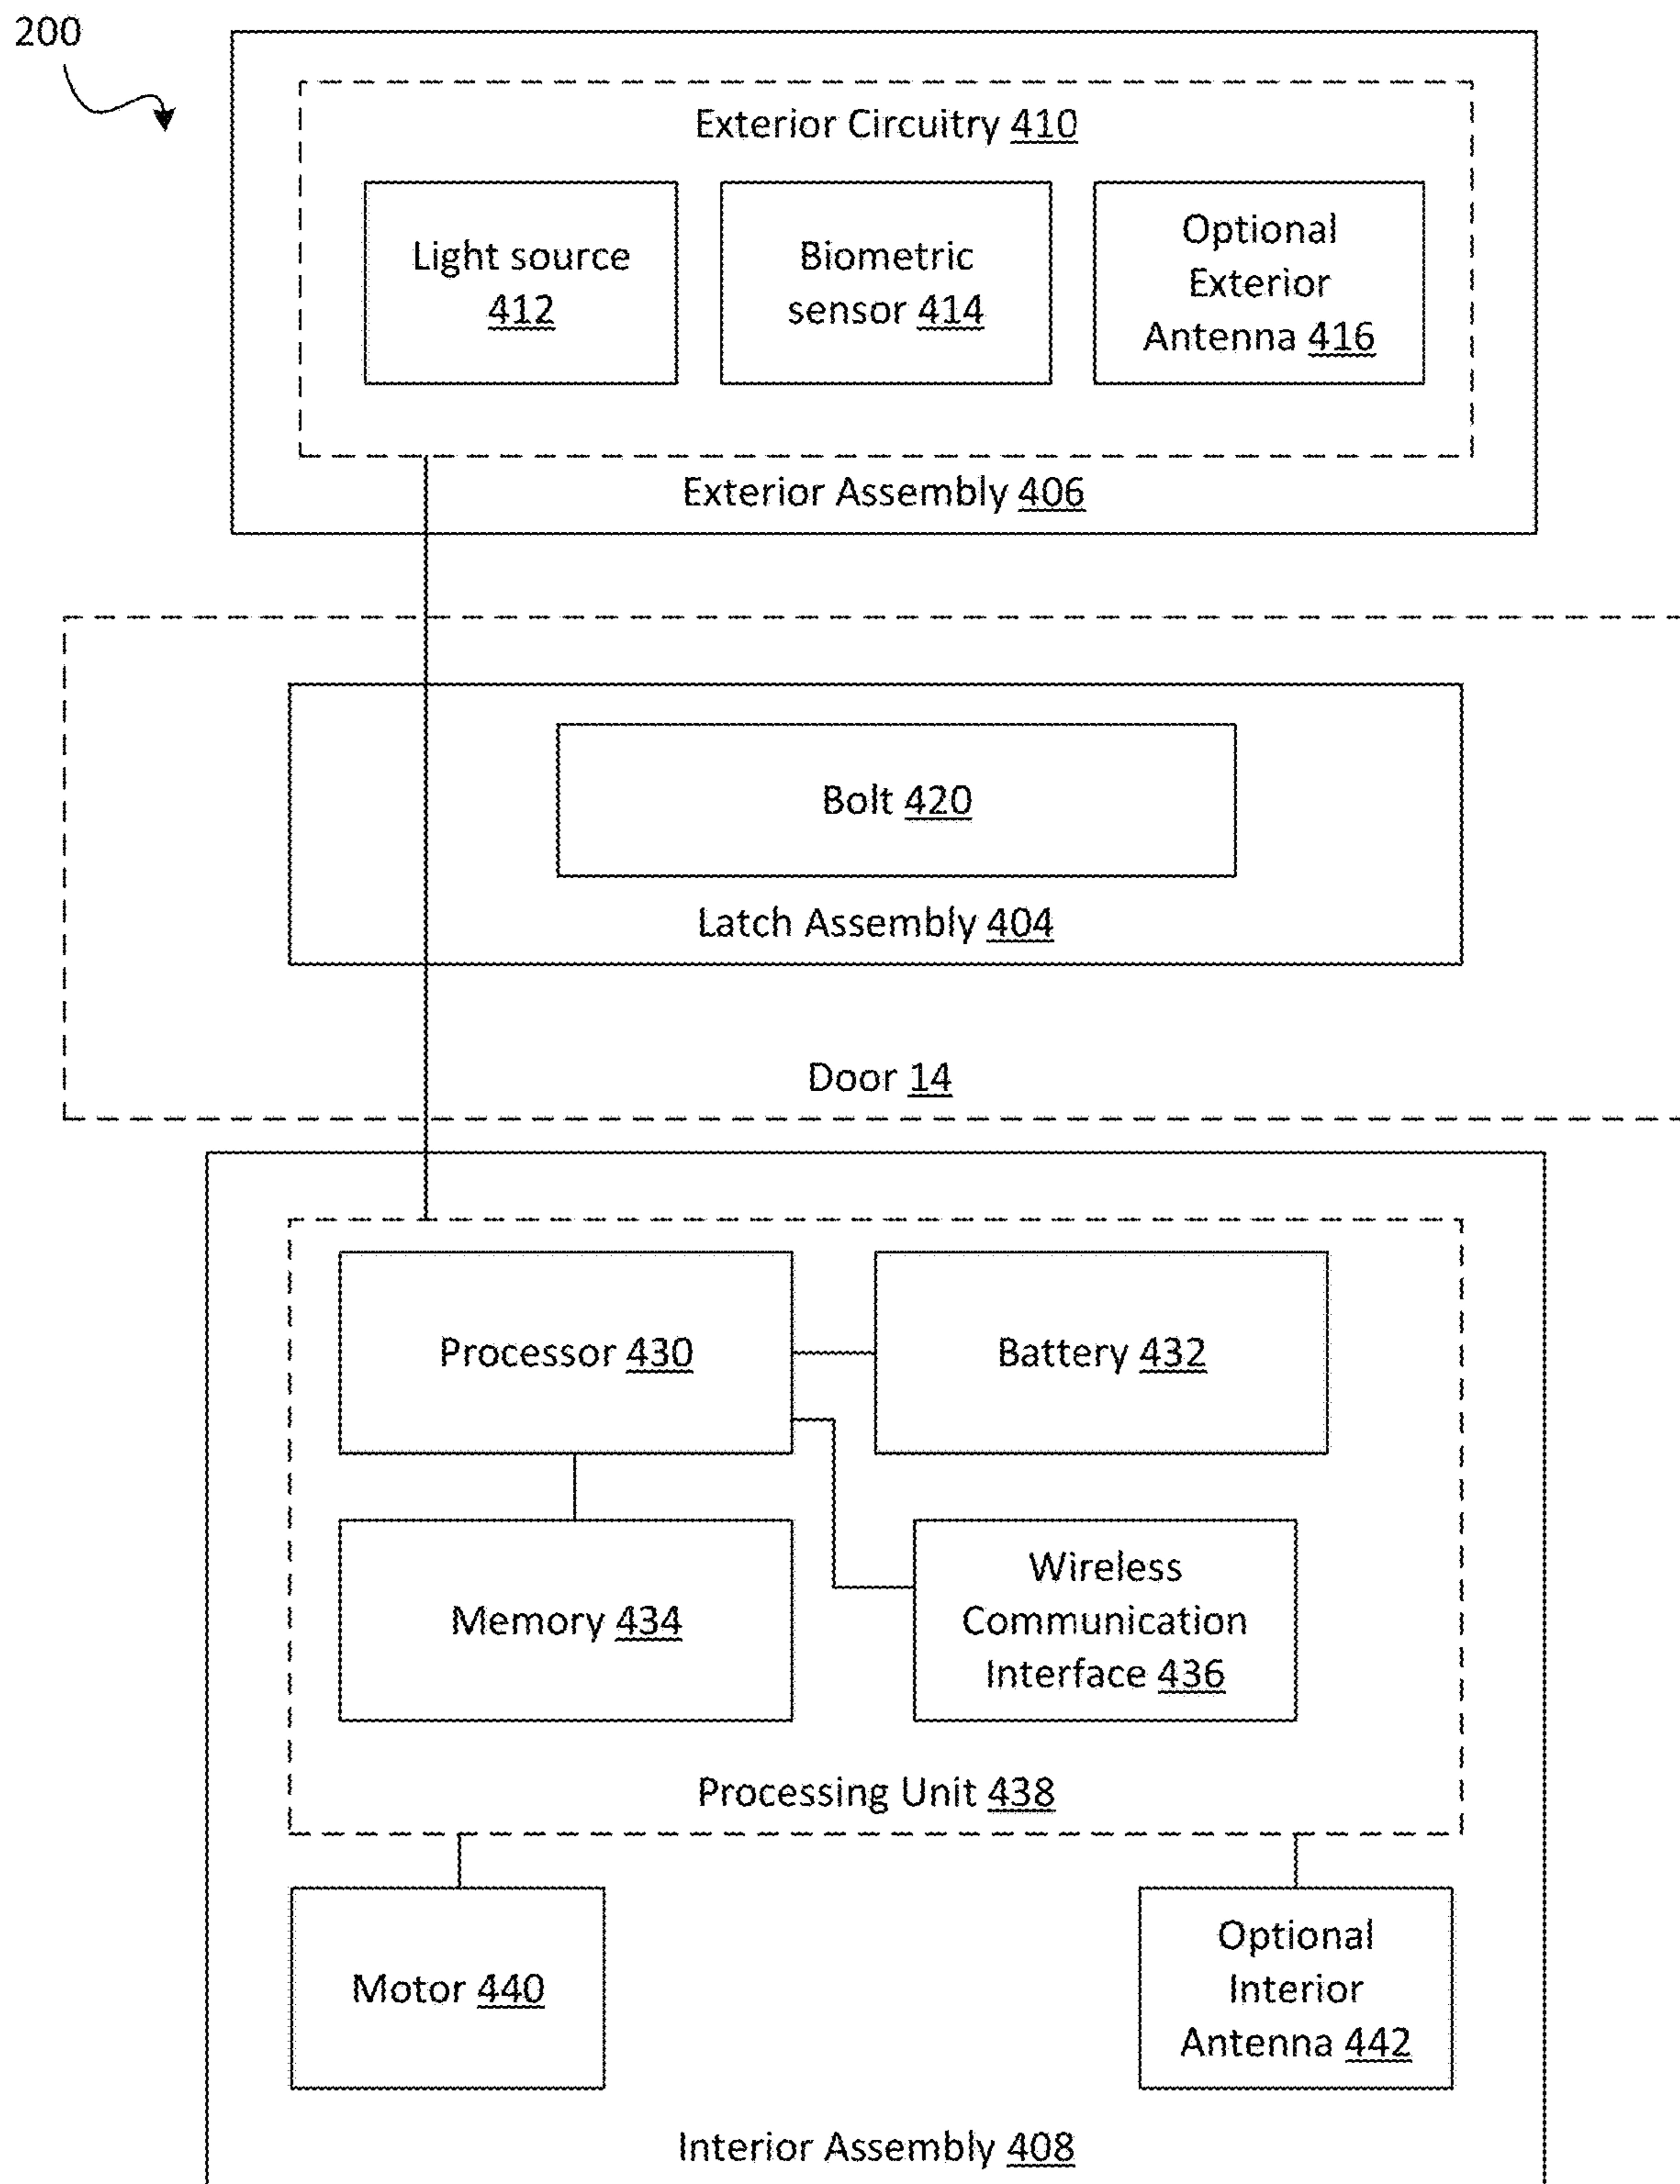 200
Exterior Circuitry 410
Light source
412
Biometric
sensor 414
Optional
Exterior
Antenna 416
Exterior Assembly 406
Bolt 420
Latch Assembly 404
Door 14
Processor 430
Battery 432
Memory 434
Wireless
Communication
Interface 436
Processing Unit 438
Motor 440
Optional
Interior
Antenna 442
Interior Assembly 408